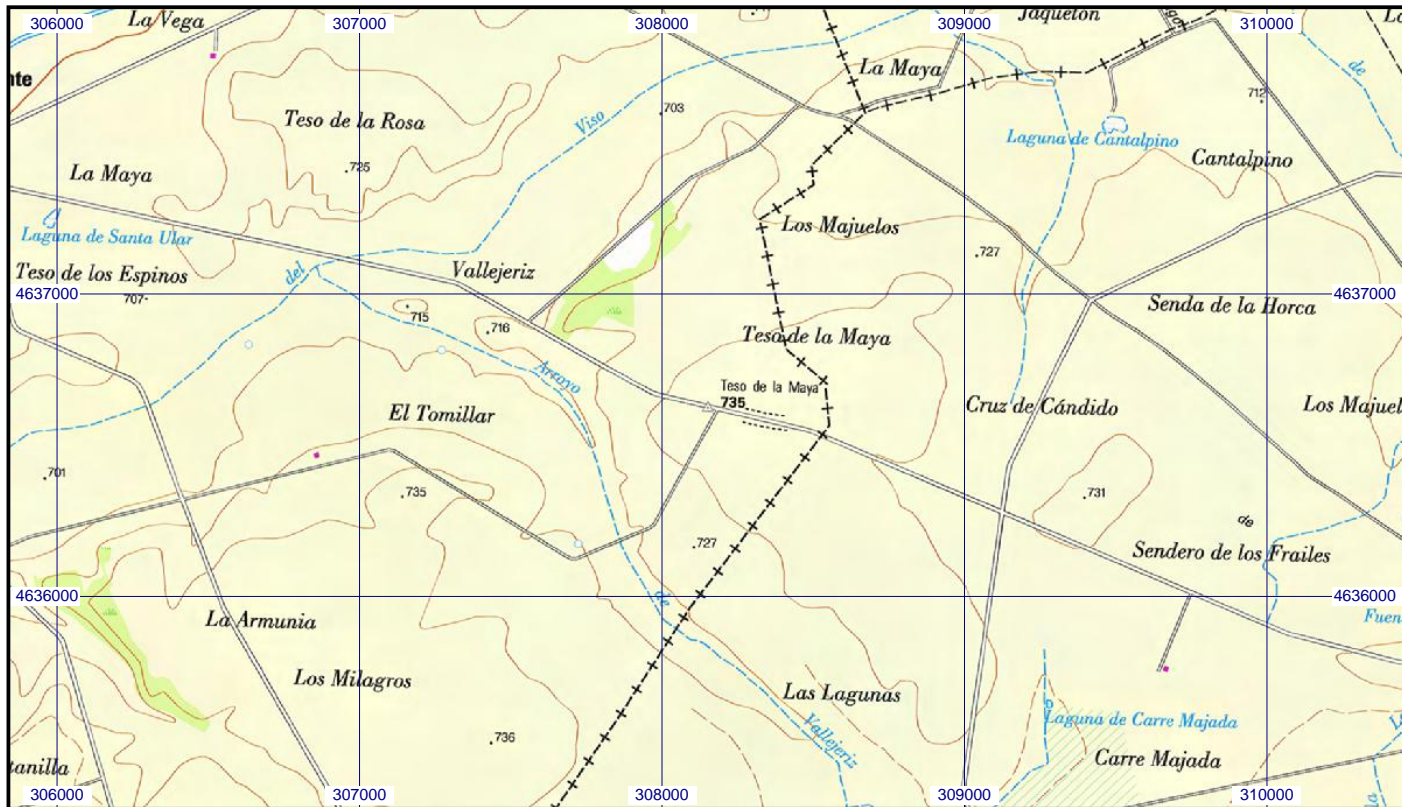 La Vega
306000
307000
308000
309000
310000
Jaqueton
nte
La Maya
Teso de la Rosa
Viso
703
712
de
Laguna de Cantalpino
Cantalpino
725
La Maya
Laguna de Santa Ular
Los Majuelos
727
Teso de los Espinos
del
Vallejeriz
707
4637000
4637000
Senda de la Horca
715
716
Teso de la Maya
Arroyo
Teso de la Maya
735
El Tomillar
Cruz de Cándido
Los Majuel
701
735
731
727
de
Sendero de los Frailes
4636000
4636000
de
La Armunia
Fuen
Los Milagros
Las Lagunas
Laguna de Carre Majada
Vallejeriz
736
Carre Majada
tanilla
306000
307000
308000
309000
310000